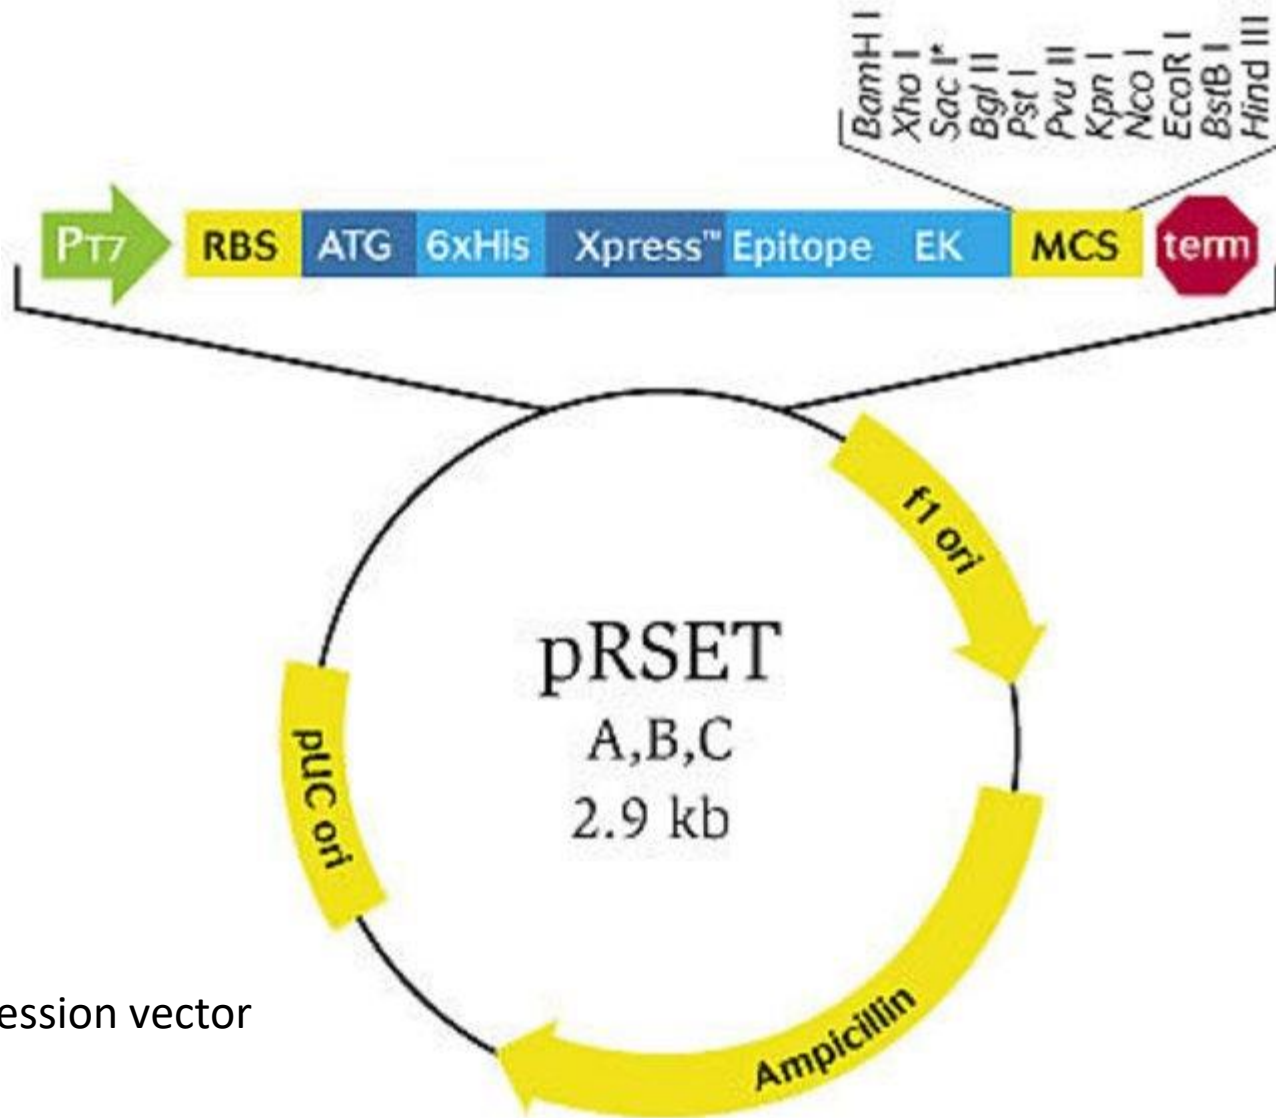 BamH I
Xho I
Sac I*
Bgl II
Pst I
Pvu II
Kpn I
Nco I
EcoR I
BstB I
Hind III
PT7 RBS ATG 6xHis Xpress™ Epitope EK MCS term
f1 ori
pRSET
A,B,C
2.9 kb
pUC ori
Ampicillin
ession vector